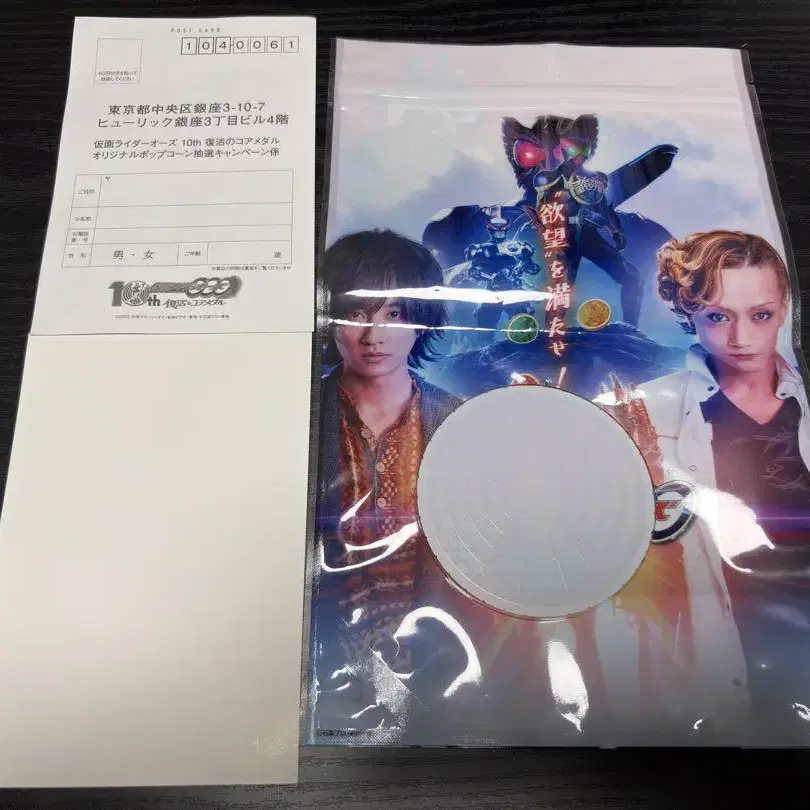 POST CARD
1040061
東京都中央区銀座3-10-7
ヒューリック銀座3丁目ビル4階
仮面ライダーオーズ 10th 復活のコアメダル
オリジナルポップコーン抽選キャンペーン係
〒
ご住所
お名前
お電話
番号
性別
男・女
ご年齢
歳
10th
復活のコアメダル
"欲望"を満たせ！